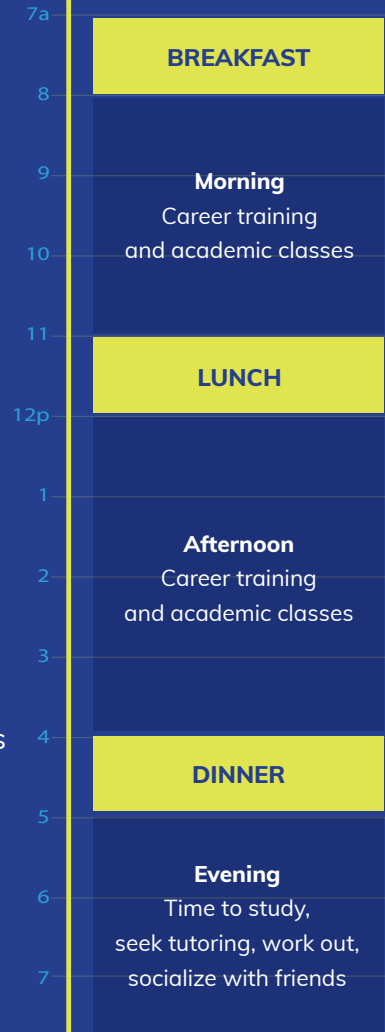 7a
BREAKFAST
8
9
Morning
Career training
10
and academic classes
11
LUNCH
12p
1
Afternoon
2
Career training
and academic classes
3
s
4
DINNER
5
Evening
6
Time to study,
seek tutoring, work out,
7
socialize with friends